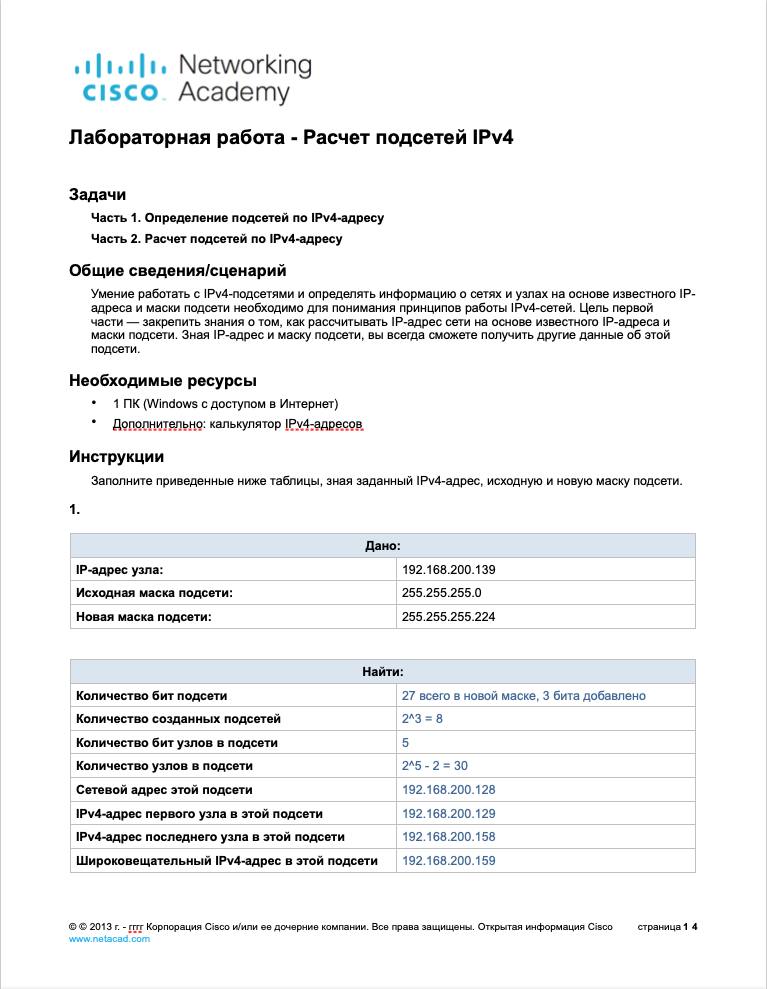 Networking
CISCO Academy
Лабораторная работа - Расчет подсетей IPv4
Задачи
Часть 1. Определение подсетей по IPv4-адресу
Часть 2. Расчет подсетей по IPv4-адресу
Общие сведения/сценарий
Умение работать с IPv4-подсетями и определять информацию о сетях и узлах на основе известного IP-
адреса и маски подсети необходимо для понимания принципов работы IPv4-сетей. Цель первой
части — закрепить знания о том, как рассчитывать IP-адрес сети на основе известного IP-адреса и
маски подсети. Зная IP-адрес и маску подсети, вы всегда сможете получить другие данные об этой
подсети.
Необходимые ресурсы
• 1 ПК (Windows с доступом в Интернет)
• Дополнительно: калькулятор IPv4-адресов
Инструкции
Заполните приведенные ниже таблицы, зная заданный IPv4-адрес, исходную и новую маску подсети.
1.
Дано:
IP-адрес узла: 192.168.200.139
Исходная маска подсети: 255.255.255.0
Новая маска подсети: 255.255.255.224
Найти:
Количество бит подсети 27 всего в новой маске, 3 бита добавлено
Количество созданных подсетей 2^3 = 8
Количество бит узлов в подсети 5
Количество узлов в подсети 2^5 - 2 = 30
Сетевой адрес этой подсети 192.168.200.128
IPv4-адрес первого узла в этой подсети 192.168.200.129
IPv4-адрес последнего узла в этой подсети 192.168.200.158
Широковещательный IPv4-адрес в этой подсети 192.168.200.159
© © 2013 г. - гггг Корпорация Cisco и/или ее дочерние компании. Все права защищены. Открытая информация Cisco страница 1 4
www.netacad.com